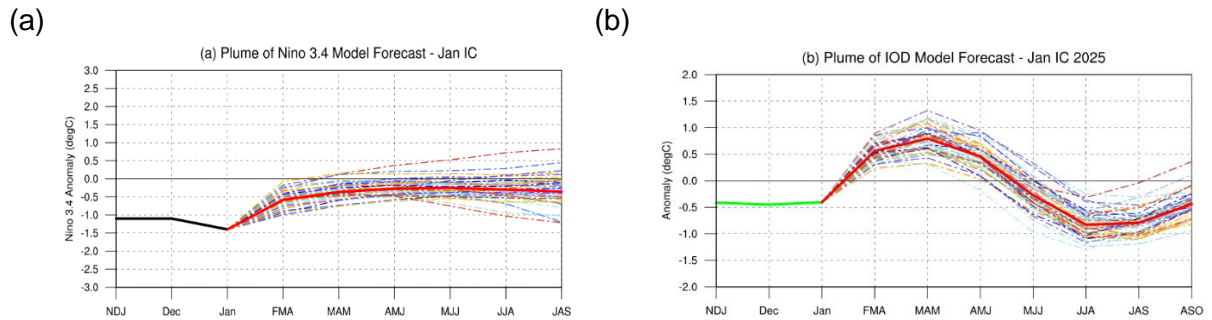 (a)
(b)
(a) Plume of Nino 3.4 Model Forecast - Jan IC
Nino 3.4 Anomaly (degC)
3.0
2.5
2.0
1.5
1.0
0.5
0.0
-0.5
-1.0
-1.5
-2.0
-2.5
-3.0
NDJ Dec Jan FMA MAM AMJ MJJ JJA JAS
(b) Plume of IOD Model Forecast - Jan IC 2025
Anomaly (degC)
2.0
1.5
1.0
0.5
0.0
-0.5
-1.0
-1.5
-2.0
NDJ Dec Jan FMA MAM AMJ MJJ JJA JAS ASO